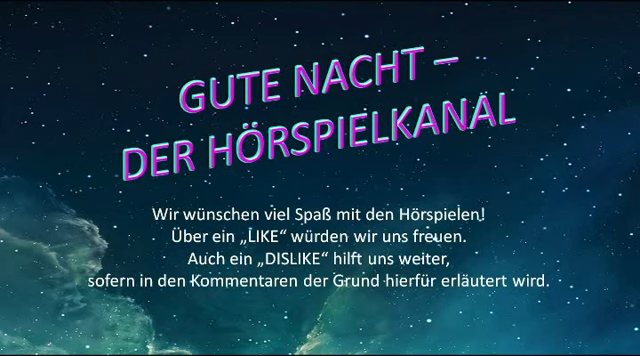 GUTE NACHT –
DER HÖRSPIELKANAL
Wir wünschen viel Spaß mit den Hörspielen!
Über ein „LIKE“ würden wir uns freuen.
Auch ein „DISLIKE“ hilft uns weiter,
sofern in den Kommentaren der Grund hierfür erläutert wird.